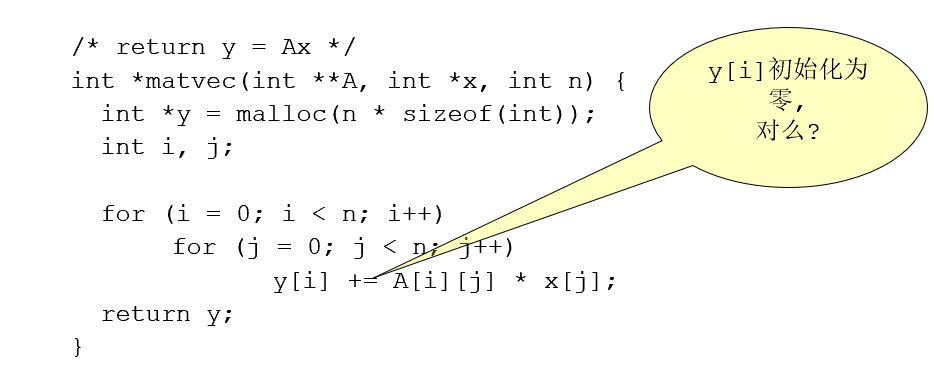 /* return y = Ax */
int *matvec(int **A, int *x, int n) {
int *y = malloc(n * sizeof(int));
int i, j;
for (i = 0; i < n; i++)
for (j = 0; j < n; j++)
y[i] += A[i][j] * x[j];
return y;
}
y[i]初始化为
零,
对么?